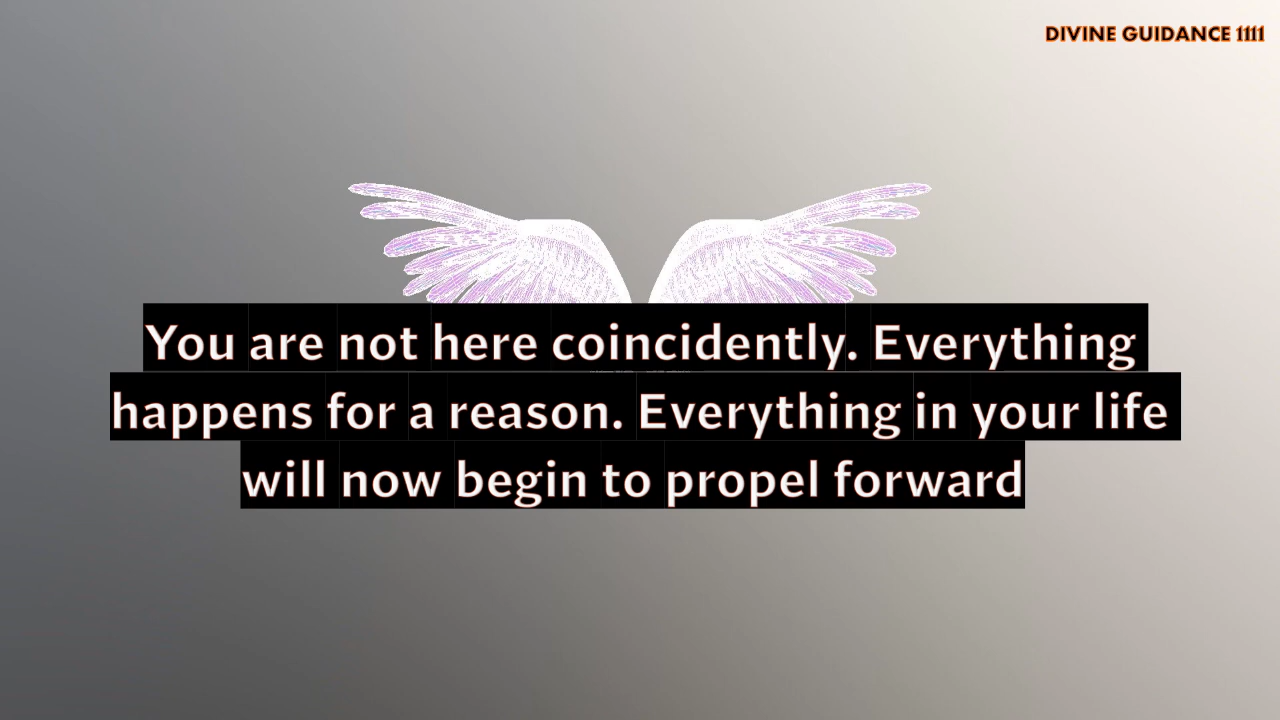 DIVINE GUIDANCE 1111
You are not here coincidently. Everything
happens for a reason. Everything in your life
will now begin to propel forward